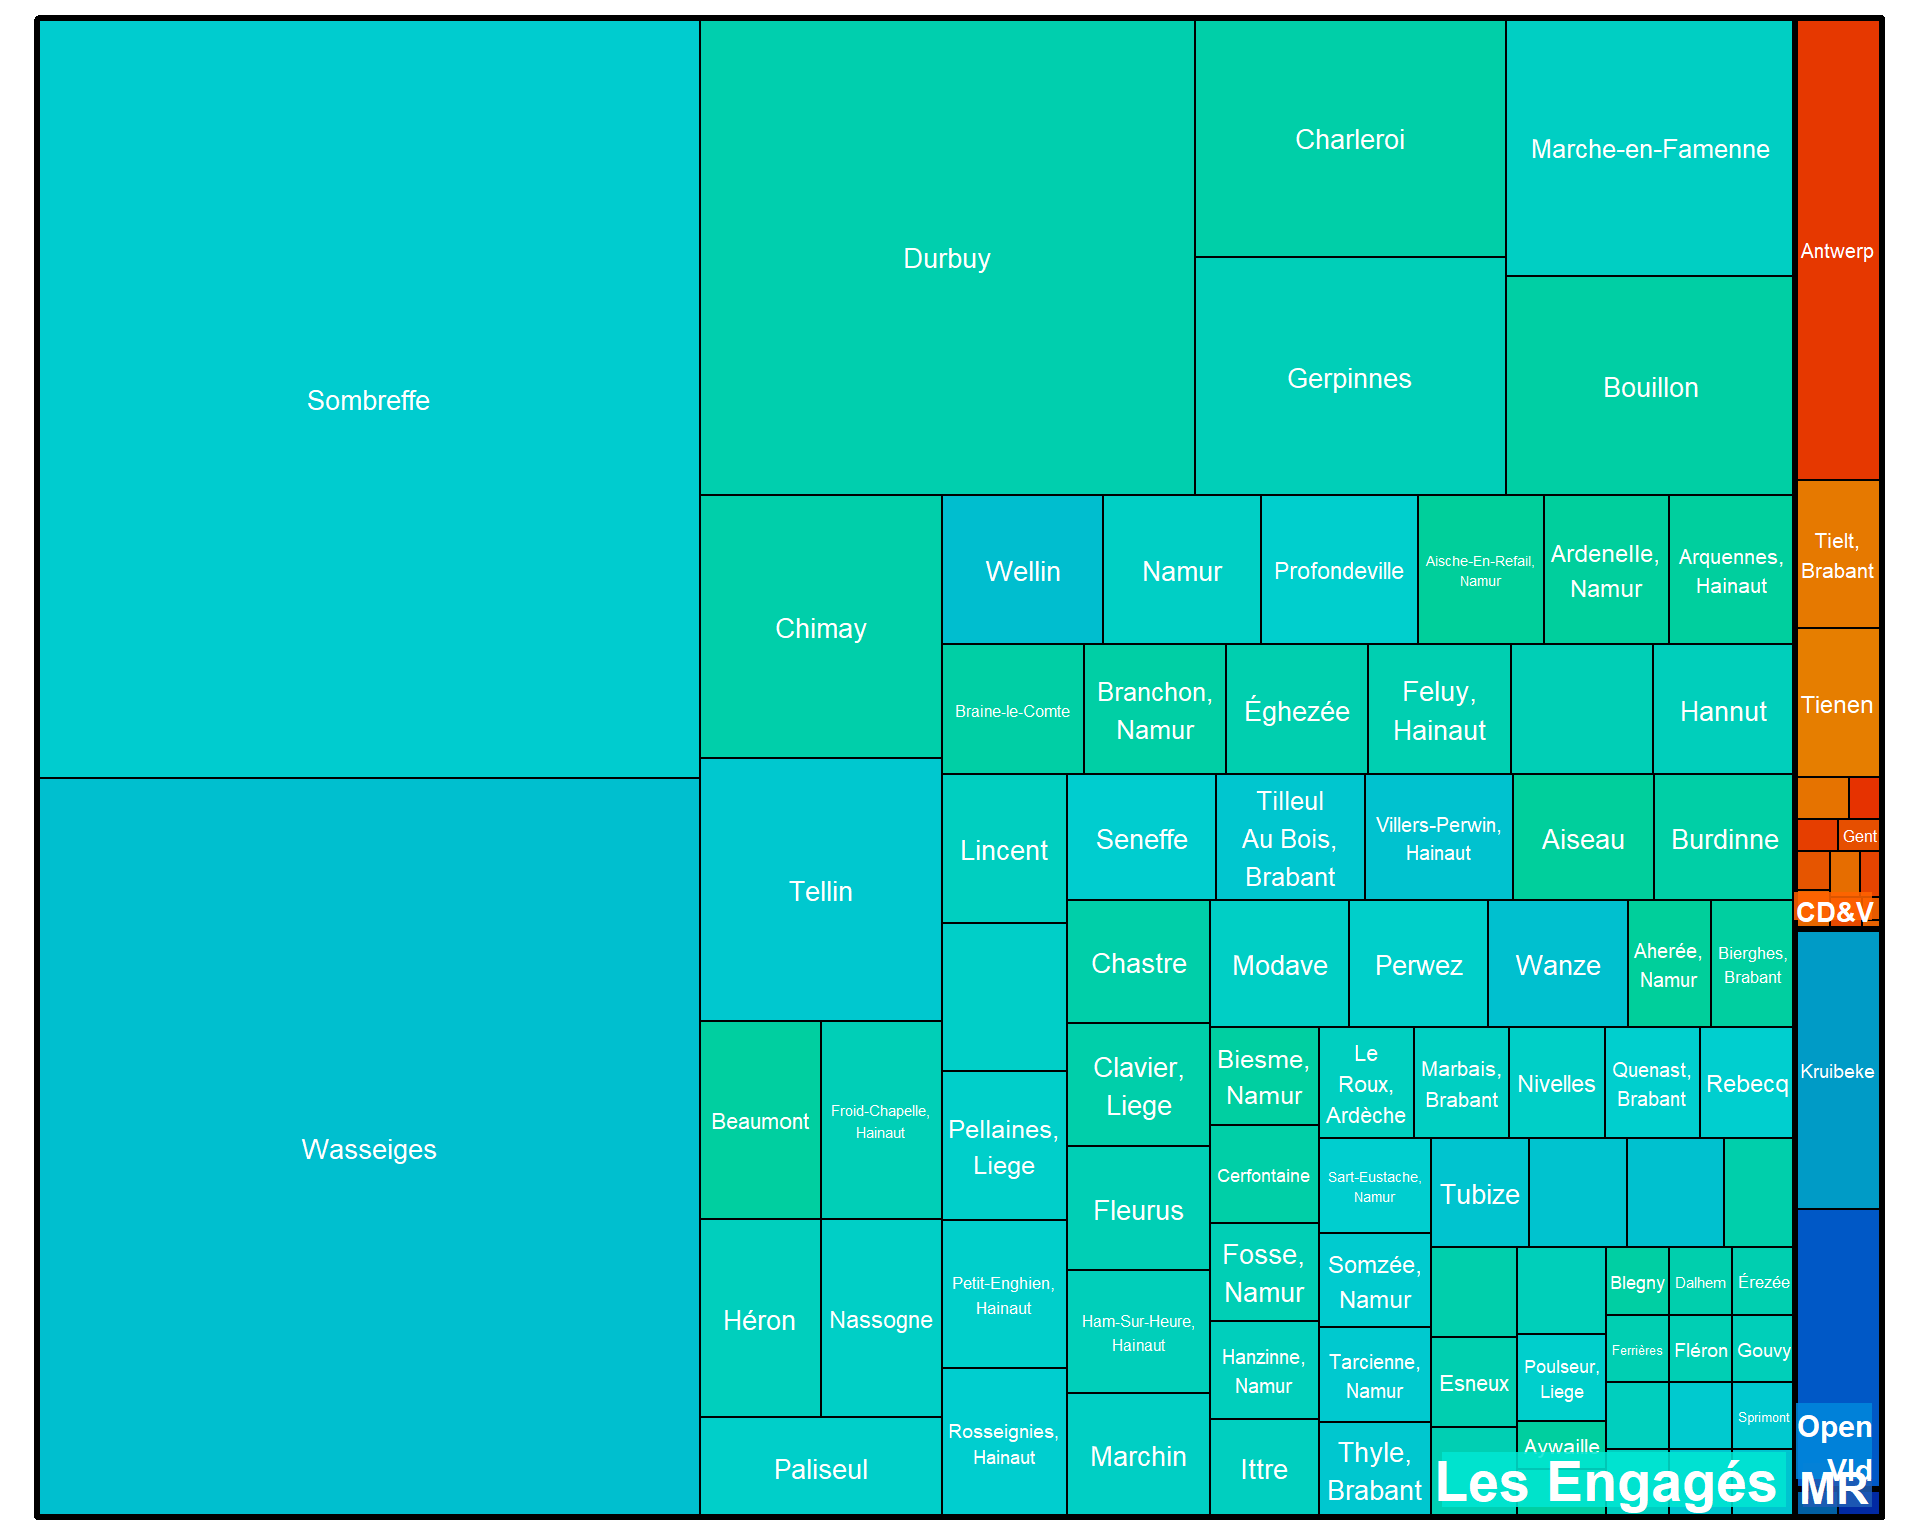 Sombreffe
Wasseiges
Durbuy
Charleroi
Marche-en-Famenne
Gerpinnes
Bouillon
Chimay
Tellin
Beaumont
Froid-Chapelle,
Hainaut
Héron
Nassogne
Paliseul
Wellin
Namur
Profondeville
Aische-En-Refail,
Namur
Ardenelle,
Namur
Arquennes,
Hainaut
Braine-le-Comte
Branchon,
Namur
Éghezée
Feluy,
Hainaut
Hannut
Lincent
Pellaines,
Liege
Petit-Enghien,
Hainaut
Rosseignies,
Hainaut
Seneffe
Tilleul
Au Bois,
Brabant
Villers-Perwin,
Hainaut
Aiseau
Burdinne
Chastre
Clavier,
Liege
Fleurus
Ham-Sur-Heure,
Hainaut
Marchin
Modave
Perwez
Wanze
Aherée,
Namur
Bierghes,
Brabant
Biesme,
Namur
Cerfontaine
Fosse,
Namur
Hanzinne,
Namur
Ittre
Le
Roux,
Ardèche
Marbais,
Brabant
Nivelles
Quenast,
Brabant
Rebecq
Sart-Eustache,
Namur
Somzée,
Namur
Tarcienne,
Namur
Thyle,
Brabant
Tubize
Esneux
Poulseur,
Liege
Aywaille
Blegny
Dalhem
Érezée
Ferrières
Fléron
Gouvy
Sprimont
Les Engagés
Antwerp
Tielt,
Brabant
Tienen
Gent
CD&V
Kruibeke
Open
Vld
MR